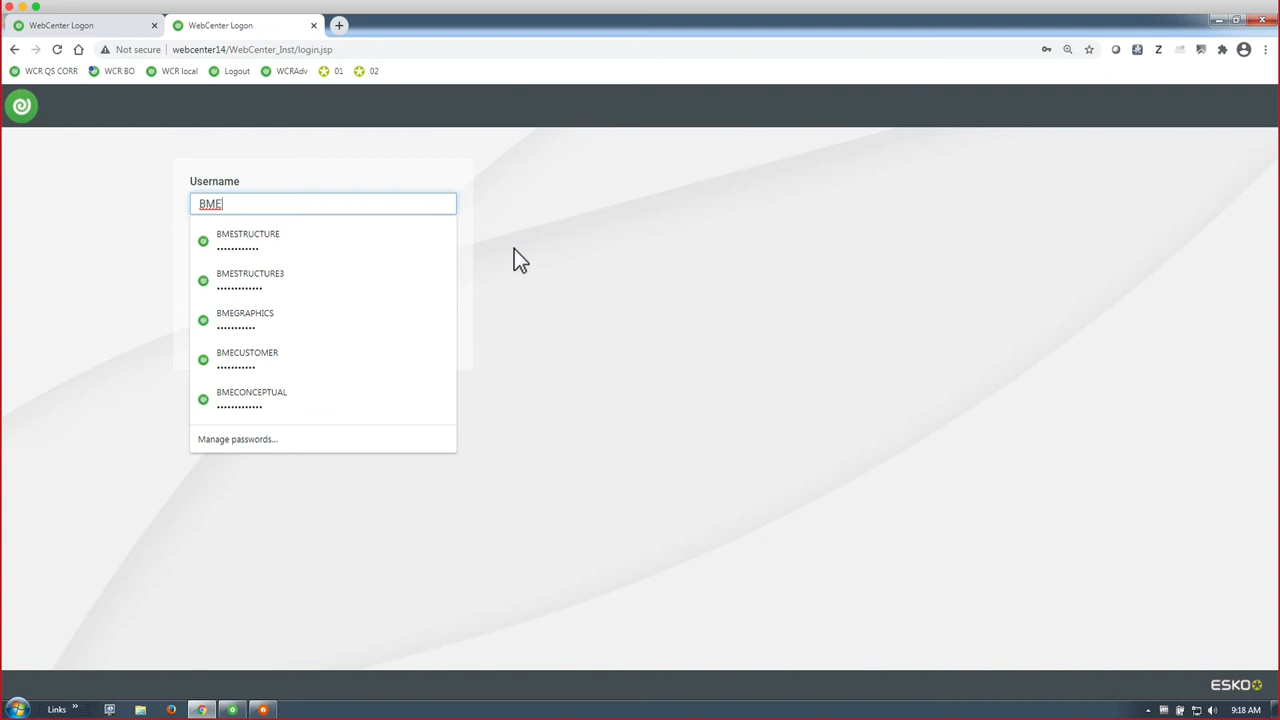 WebCenter Logon
WebCenter Logon
Not secure
webcenter14/WebCenter_Inst/login.jsp
WCR QS CORR
WCR BO
WCR local
Logout
WCRAdv
01
02
Username
BME
BMESTRUCTURE
••••••••••••
BMESTRUCTURE3
•••••••••••••
BMEGRAPHICS
•••••••••••
BMECUSTOMER
•••••••••••
BMECONCEPTUAL
•••••••••••••
Manage passwords...
ESKO
Links
9:18 AM